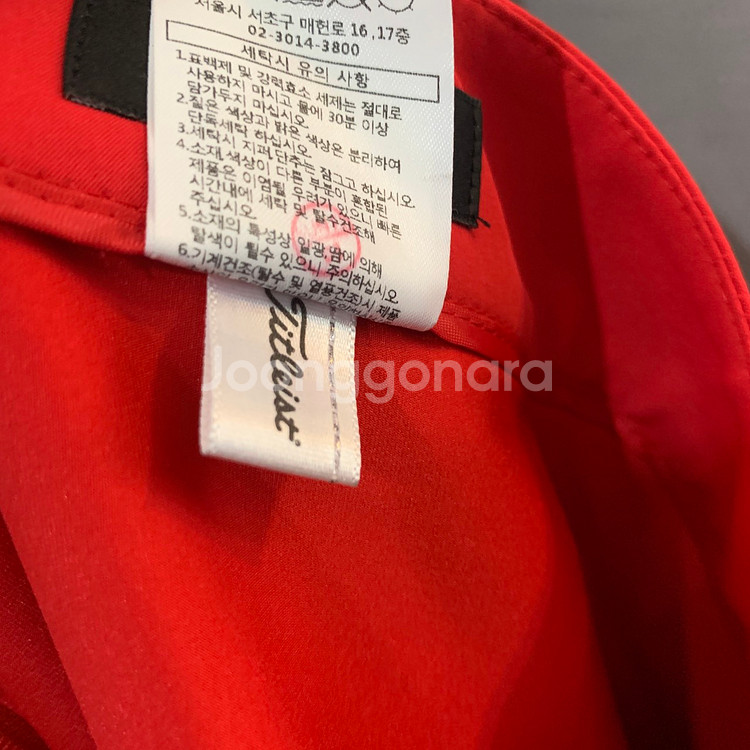 서울시 서초구 매헌로 16 ,17층
02-3014-3800
세탁시 유의 사항
1.표백제 및 강력효소 세제는 절대로
사용하지 마시고 물에 30분 이상
담가두지 마십시오.
2.짙은 색상과 밝은 색상은 분리하여
단독세탁 하십시오.
3.세탁시 지퍼,단추는 잠그고 하십시오.
4.소재,색상이 다른 부분이 혼합된
제품은 이염될 우려가 있으니 빠른
시간내에 세탁 및 탈수건조해
주십시오.
5.소재의 특성상 일광,땀에 의해
탈색이 될수 있으니 주의하십시오.
6.기계건조(탈수 및 열풍건조)시 제품
Titleist
Joonggonara